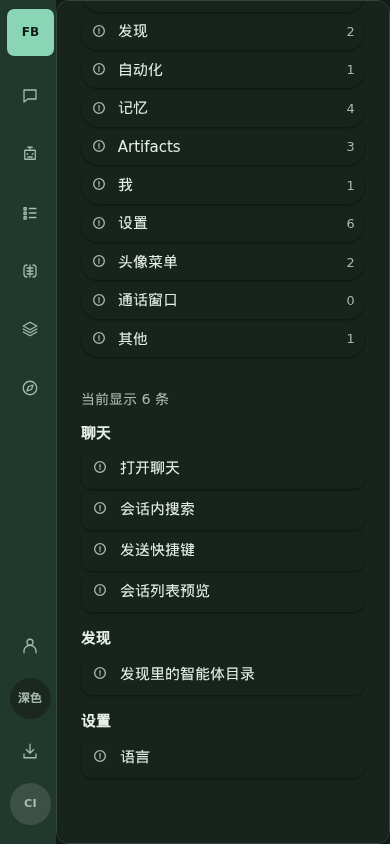 FB
发现 2
自动化 1
记忆 4
Artifacts 3
我 1
设置 6
头像菜单 2
通话窗口 0
其他 1
当前显示 6 条
聊天
打开聊天
会话内搜索
发送快捷键
会话列表预览
发现
发现里的智能体目录
设置
语言
深色
CI